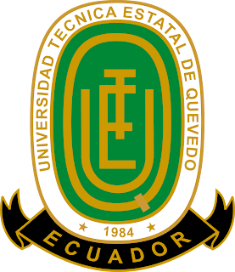 UNIVERSIDAD TECNICA ESTATAL DE QUEVEDO
UTEQ
1984
ECUADOR